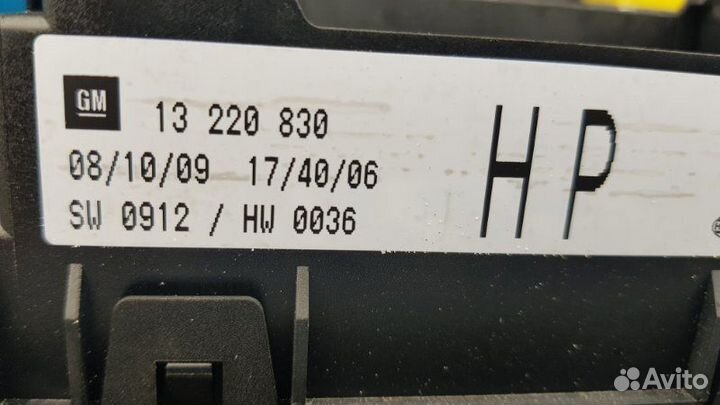 GM 13 220 830
08/10/09 17/40/06
SW 0912 / HW 0036
HP
Avito